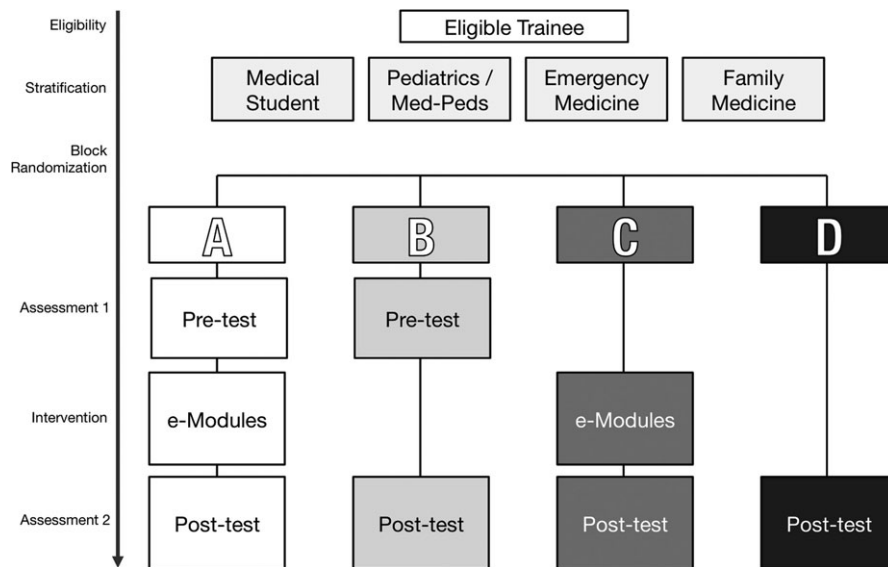 Eligibility
Eligible Trainee
Stratification
Medical
Student
Pediatrics /
Med-Peds
Emergency
Medicine
Family
Medicine
Block
Randomization
A
B
C
D
Assessment 1
Pre-test
Pre-test
Intervention
e-Modules
e-Modules
Assessment 2
Post-test
Post-test
Post-test
Post-test